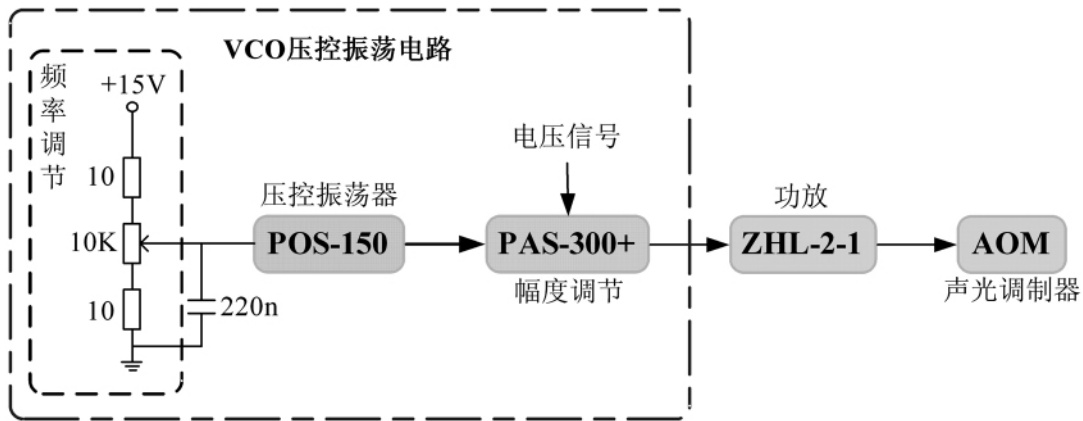 VCO压控振荡电路
频率调节
+15V
10
10K
10
220n
压控振荡器
POS-150
电压信号
PAS-300+
幅度调节
功放
ZHL-2-1
AOM
声光调制器